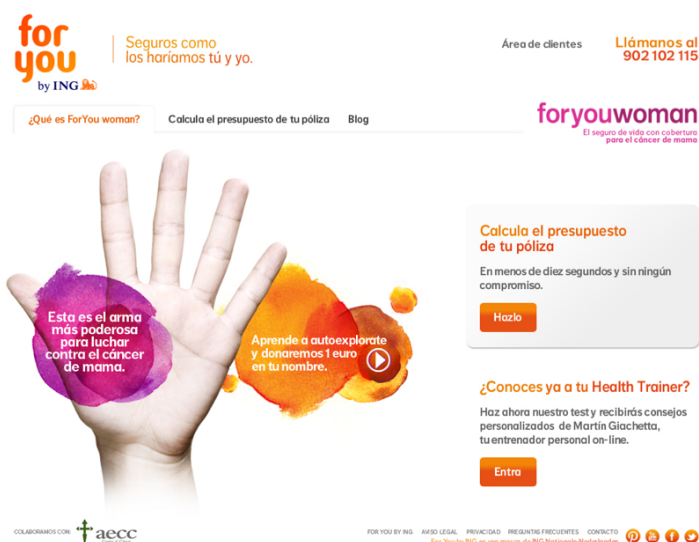 for
you
by ING
Seguros como
los haríamos tú y yo.
Área de clientes
Llámanos al
902 102 115
¿Qué es ForYou woman?
Calcula el presupuesto de tu póliza
Blog
foryouwoman
El seguro de vida con cobertura
para el cáncer de mama
Esta es el arma
más poderosa
para luchar
contra el cáncer
de mama.
Aprende a autoexplorate
y donaremos 1 euro
en tu nombre.
Calcula el presupuesto
de tu póliza
En menos de diez segundos y sin ningún
compromiso.
Hazlo
¿Conoces ya a tu Health Trainer?
Haz ahora nuestro test y recibirás consejos
personalizados de Martín Giachetta,
tu entrenador personal on-line.
Entra
COLABORAMOS CON:
aecc
FOR YOU BY ING
AVISO LEGAL
PRIVACIDAD
PREGUNTAS FRECUENTES
CONTACTO